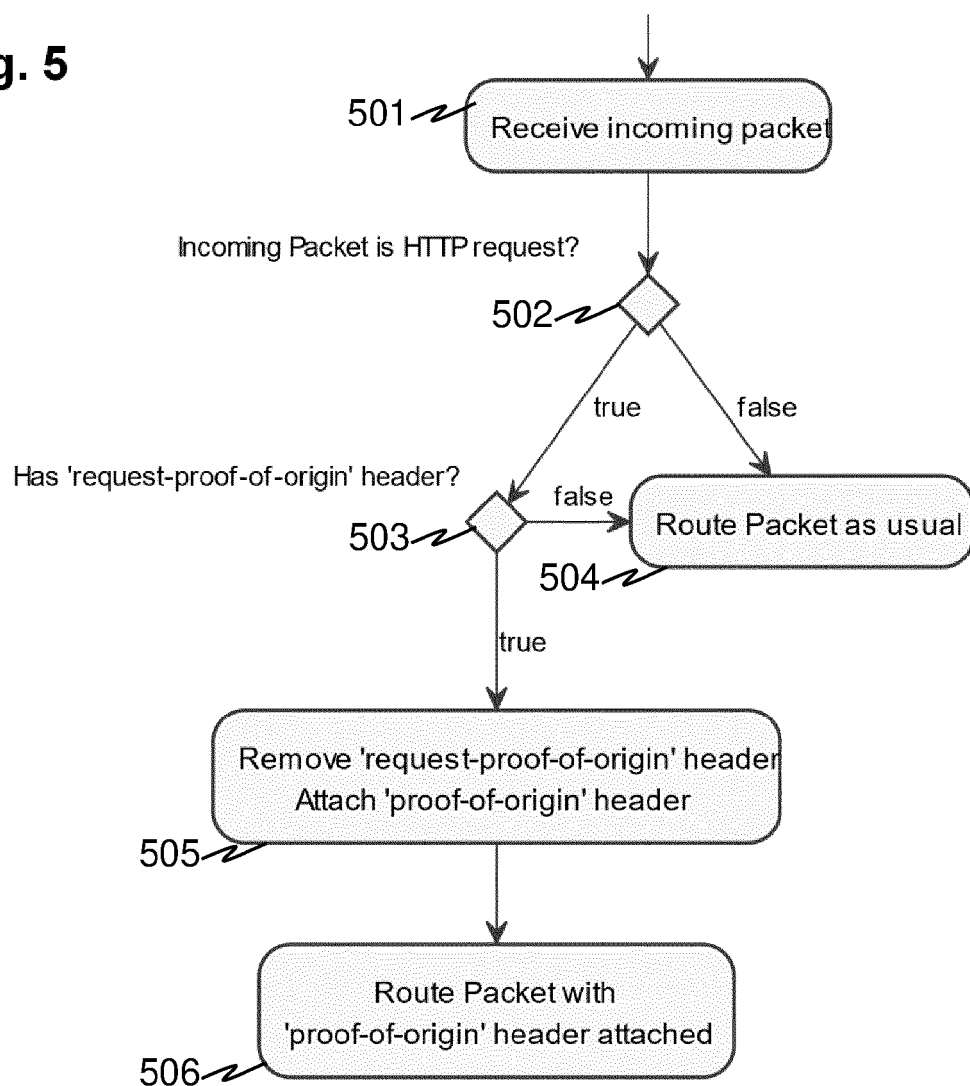 g. 5
501
Receive incoming packet
Incoming Packet is HTTP request?
502
true
false
Has 'request-proof-of-origin' header?
false
503
Route Packet as usual
504
true
Remove 'request-proof-of-origin' header
Attach 'proof-of-origin' header
505
Route Packet with
'proof-of-origin' header attached
506